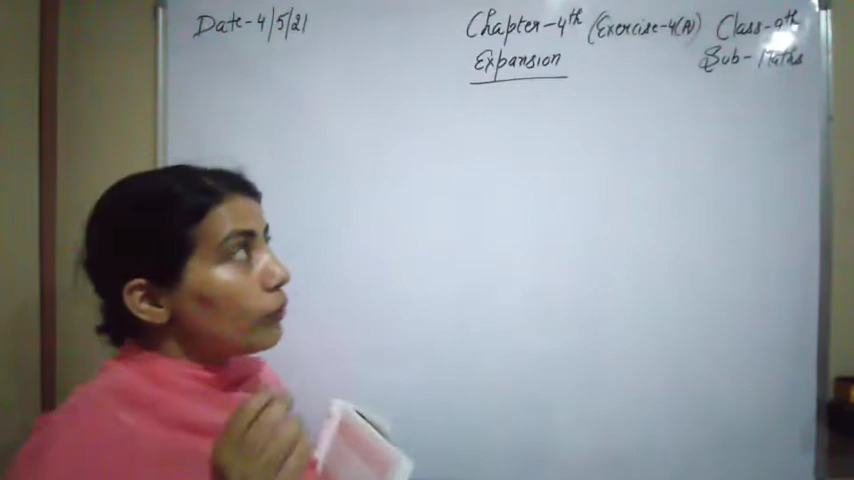 Date-4/5/21
Chapter-4th (Exercise-4(A)) Class-9th
Expansion
Sub-Maths